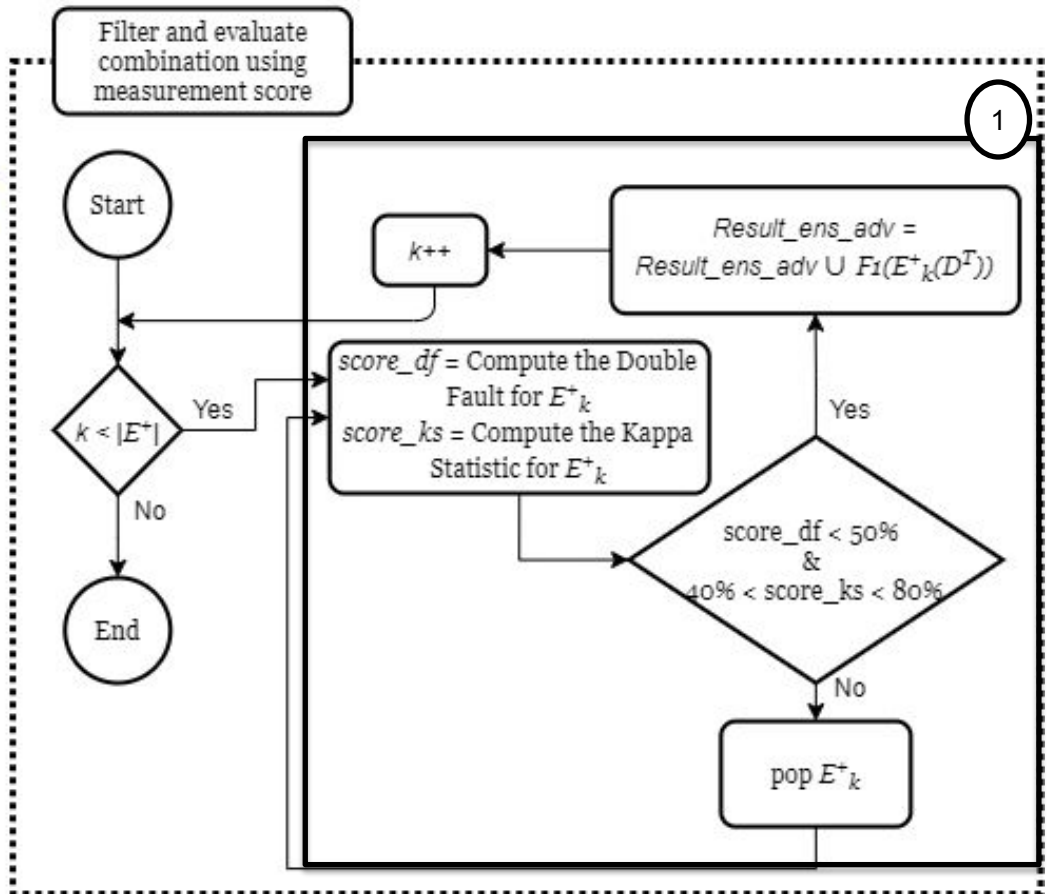 Filter and evaluate
combination using
measurement score
1
Start
k++
Result_ens_adv =
Result_ens_adv ∪ F1(E⁺ₖ(Dᵀ))
score_df = Compute the Double
Fault for E⁺ₖ
score_ks = Compute the Kappa
Statistic for E⁺ₖ
k < |E⁺|
Yes
No
End
Yes
score_df < 50%
&
40% < score_ks < 80%
No
pop E⁺ₖ